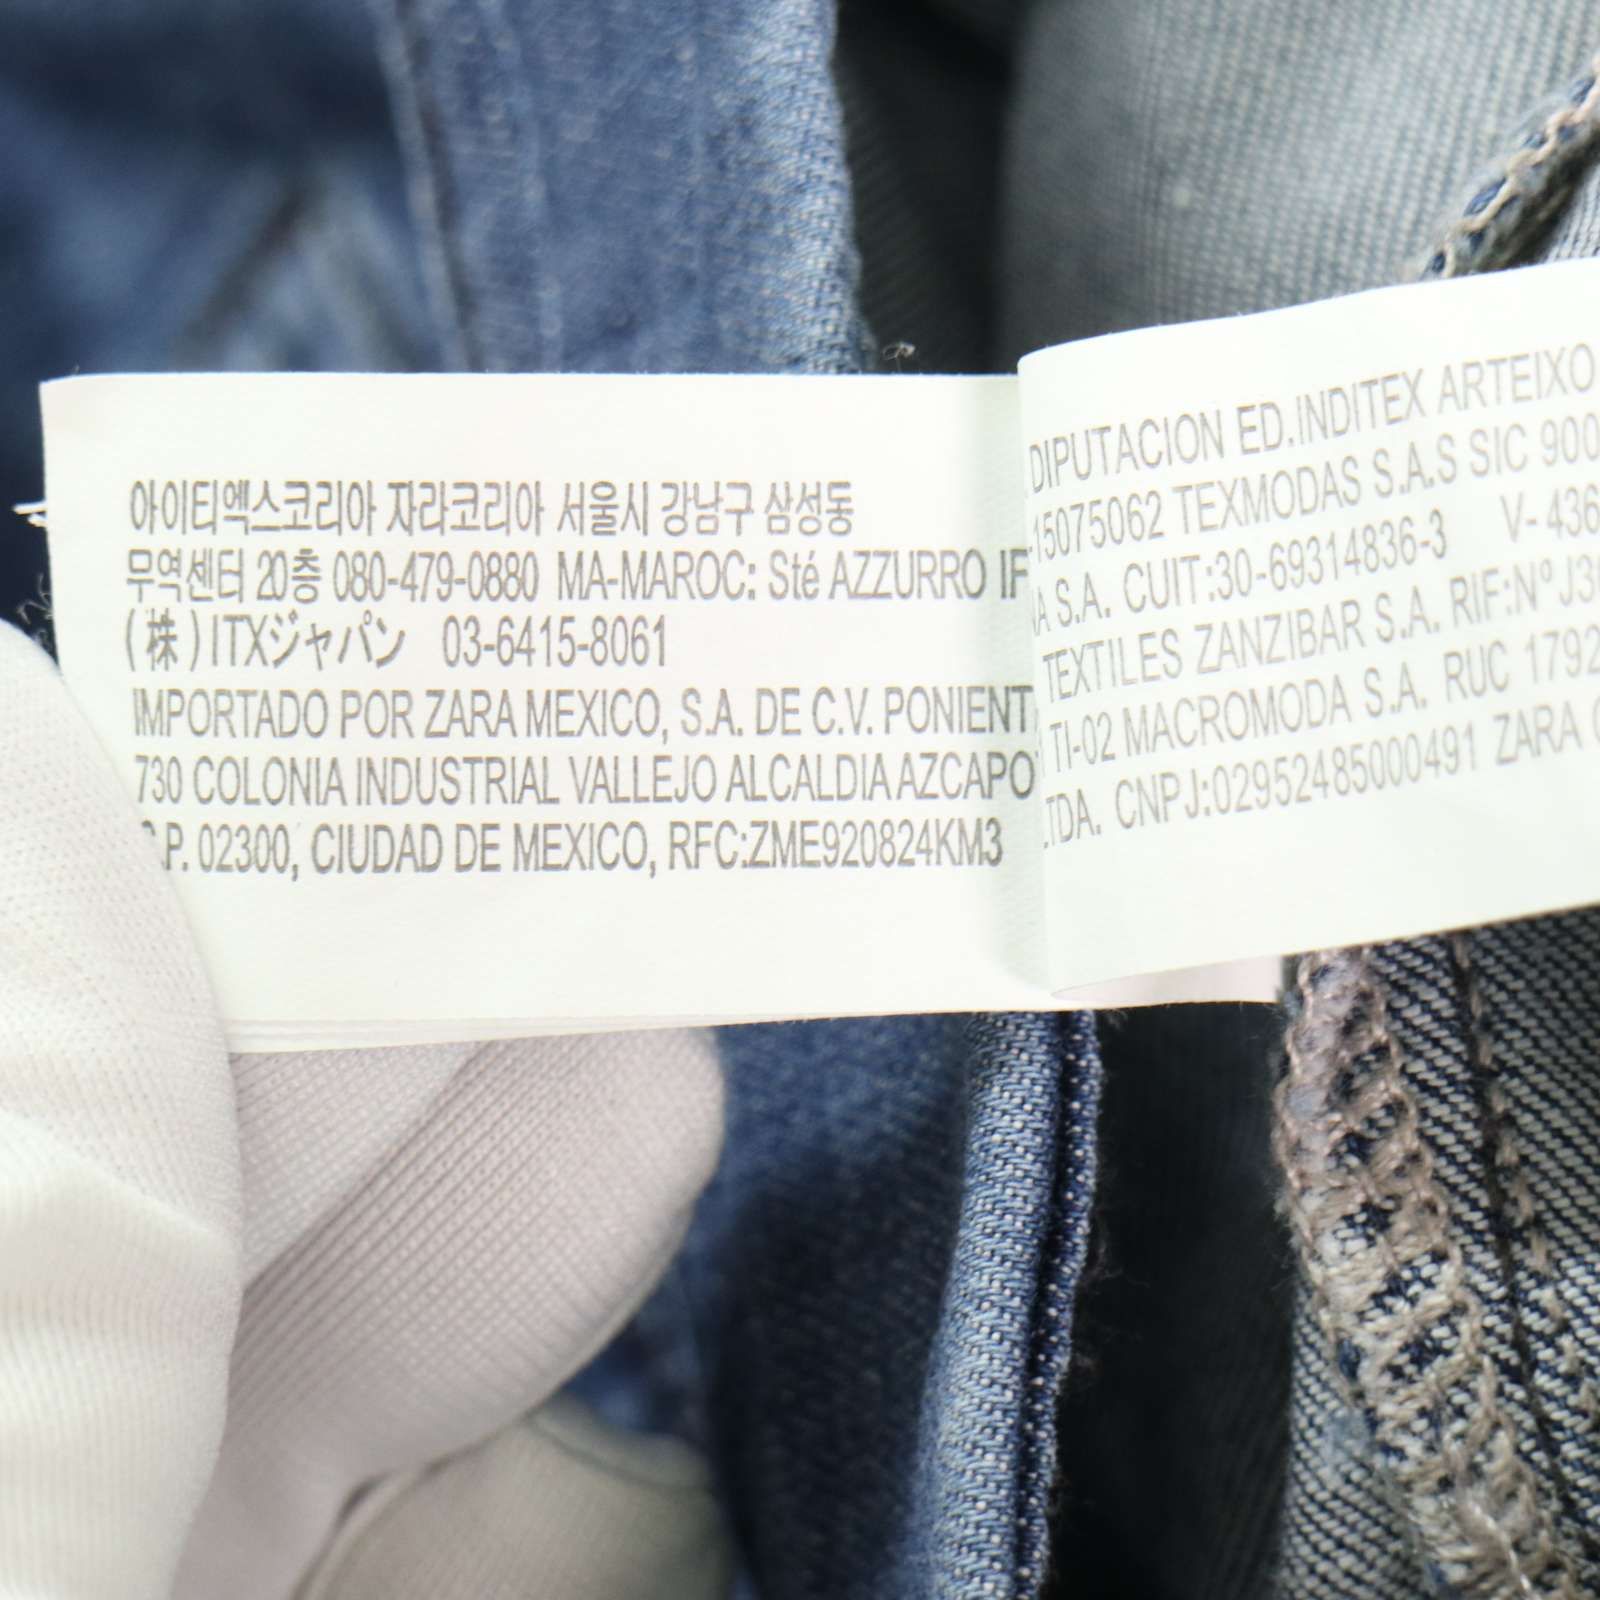 아이티엑스코리아 자라코리아 서울시 강남구 삼성동
무역센터 20층 080-479-0880 MA-MAROC: Sté AZZURRO
(株)ITXジャパン 03-6415-8061
IMPORTADO POR ZARA MEXICO, S.A. DE C.V. PONIENT
730 COLONIA INDUSTRIAL VALLEJO ALCALDIA AZCAPO
C.P. 02300, CIUDAD DE MEXICO, RFC:ZME920824KM3
DIPUTACION ED.INDITEX ARTEIXO
-15075062 TEXMODAS S.A.S SIC 900
S.A. CUIT:30-69314836-3 V- 436
TEXTILES ZANZIBAR S.A. RIF:Nº
TI-02 MACROMODA S.A. RUC 1792
LTDA. CNPJ:02952485000491 ZARA